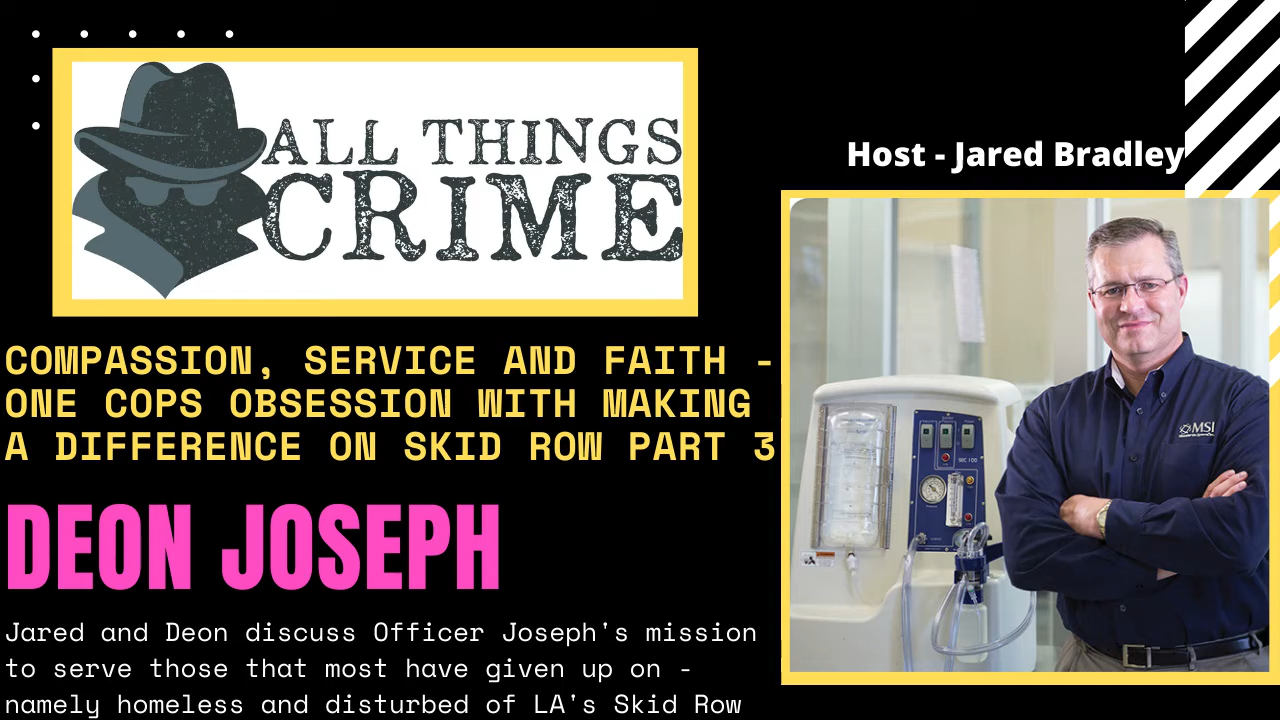 ALL THINGS
CRIME
Host - Jared Bradley
COMPASSION, SERVICE AND FAITH -
ONE COPS OBSESSION WITH MAKING
A DIFFERENCE ON SKID ROW PART 3
DEON JOSEPH
Jared and Deon discuss Officer Joseph's mission
to serve those that most have given up on -
namely homeless and disturbed of LA's Skid Row
MSI
SEC 100